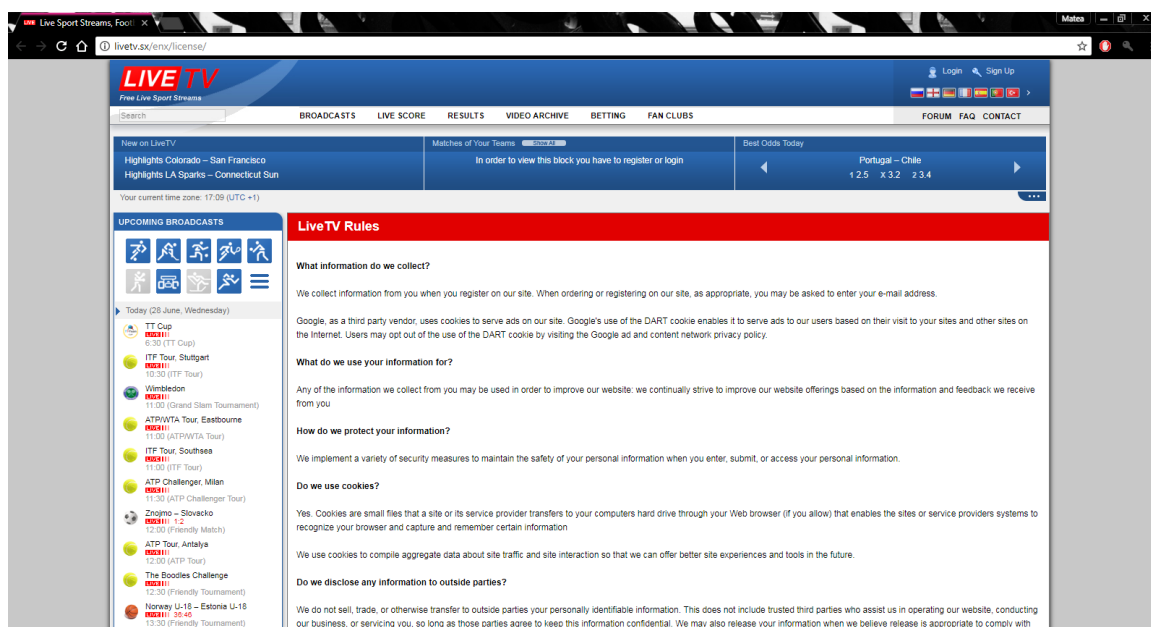 Live Sport Streams, Foot
Matea
livetv.sx/enx/license/
LIVE TV
Free Live Sport Streams
Login Sign Up
Search
BROADCASTS LIVE SCORE RESULTS VIDEO ARCHIVE BETTING FAN CLUBS
FORUM FAQ CONTACT
New on LiveTV
Highlights Colorado – San Francisco
Highlights LA Sparks – Connecticut Sun
Matches of Your Teams Show All
In order to view this block you have to register or login
Best Odds Today
Portugal – Chile
1 2.5 X 3.2 2 3.4
Your current time zone: 17:09 (UTC +1)
UPCOMING BROADCASTS
Today (28 June, Wednesday)
TT Cup
LIVE
6:30 (TT Cup)
ITF Tour, Stuttgart
LIVE
10:30 (ITF Tour)
Wimbledon
LIVE
11:00 (Grand Slam Tournament)
ATP/WTA Tour, Eastbourne
LIVE
11:00 (ATP/WTA Tour)
ITF Tour, Southsea
LIVE
11:00 (ITF Tour)
ATP Challenger, Milan
LIVE
11:30 (ATP Challenger Tour)
Znojmo – Slovacko
LIVE 1:2
12:00 (Friendly Match)
ATP Tour, Antalya
LIVE
12:00 (ATP Tour)
The Boodles Challenge
LIVE
12:30 (Friendly Tournament)
Norway U-18 – Estonia U-18
LIVE 36:46
13:30 (Friendly Tournament)
LiveTV Rules
What information do we collect?
We collect information from you when you register on our site. When ordering or registering on our site, as appropriate, you may be asked to enter your e-mail address.
Google, as a third party vendor, uses cookies to serve ads on our site. Google's use of the DART cookie enables it to serve ads to our users based on their visit to your sites and other sites on
the Internet. Users may opt out of the use of the DART cookie by visiting the Google ad and content network privacy policy.
What do we use your information for?
Any of the information we collect from you may be used in order to improve our website: we continually strive to improve our website offerings based on the information and feedback we receive
from you
How do we protect your information?
We implement a variety of security measures to maintain the safety of your personal information when you enter, submit, or access your personal information.
Do we use cookies?
Yes. Cookies are small files that a site or its service provider transfers to your computers hard drive through your Web browser (if you allow) that enables the sites or service providers systems to
recognize your browser and capture and remember certain information
We use cookies to compile aggregate data about site traffic and site interaction so that we can offer better site experiences and tools in the future.
Do we disclose any information to outside parties?
We do not sell, trade, or otherwise transfer to outside parties your personally identifiable information. This does not include trusted third parties who assist us in operating our website, conducting
our business, or servicing you, so long as those parties agree to keep this information confidential. We may also release your information when we believe release is appropriate to comply with